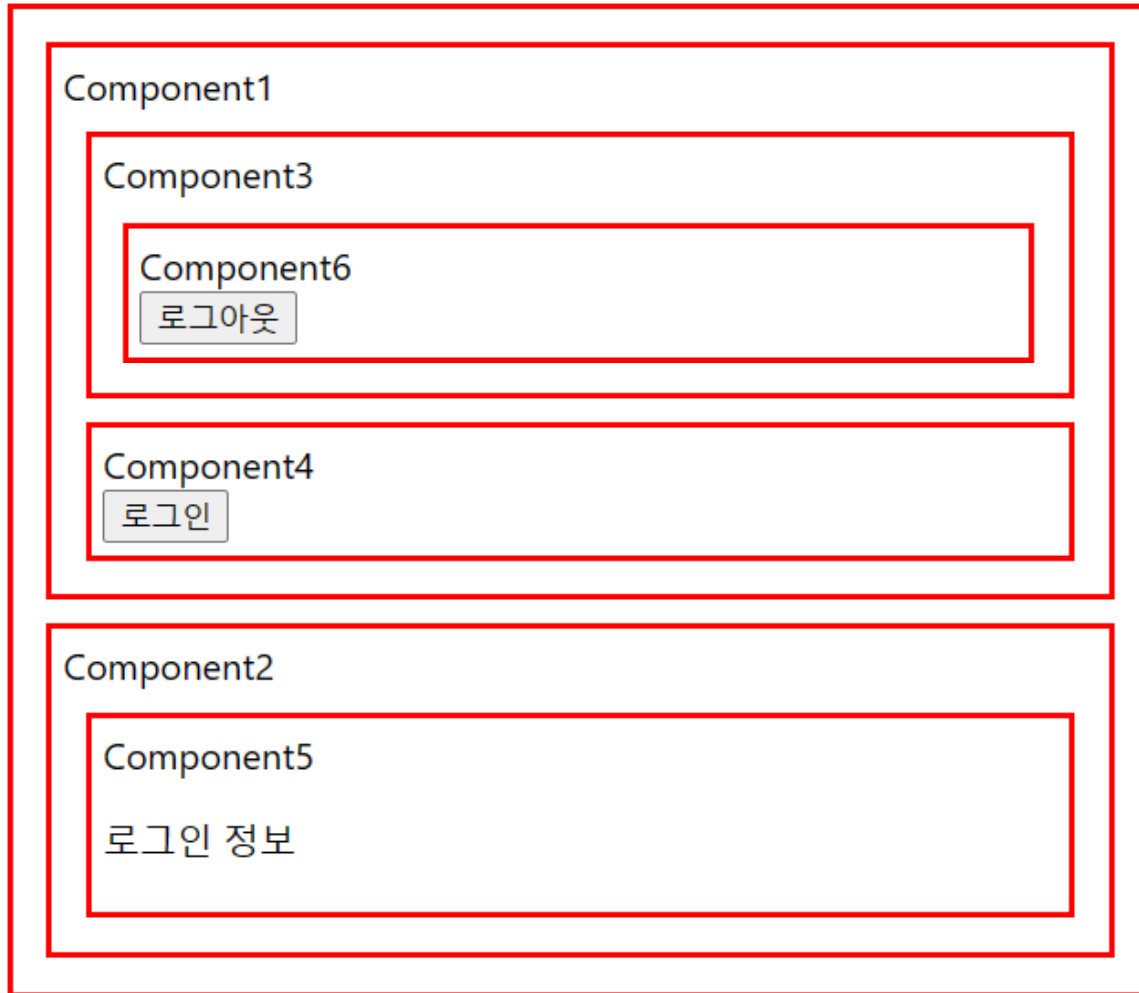 Component1
Component3
Component6
로그아웃
Component4
로그인
Component2
Component5
로그인 정보